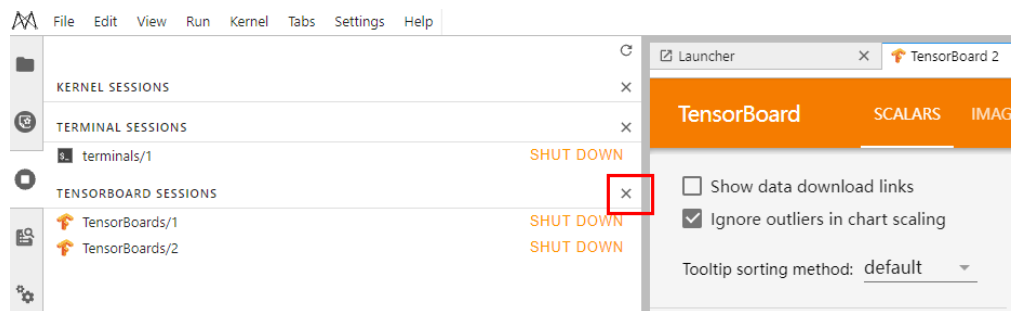 File Edit View Run Kernel Tabs Settings Help
KERNEL SESSIONS
TERMINAL SESSIONS
$_ terminals/1 SHUT DOWN
TENSORBOARD SESSIONS
TensorBoards/1 SHUT DOWN
TensorBoards/2 SHUT DOWN
Launcher TensorBoard 2
TensorBoard SCALARS IMAG
Show data download links
Ignore outliers in chart scaling
Tooltip sorting method: default